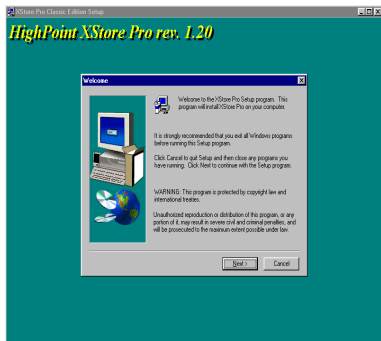 XStore Pro Classic Edition Setup
HighPoint XStore Pro rev. 1.20
Welcome
Welcome to the XStore Pro Setup program. This
program will install XStore Pro on your computer.
It is strongly recommended that you exit all Windows programs
before running this Setup program.
Click Cancel to quit Setup and then close any programs you
have running. Click Next to continue with the Setup program.
WARNING: This program is protected by copyright law and
international treaties.
Unauthorized reproduction or distribution of this program, or any
portion of it, may result in severe civil and criminal penalties, and
will be prosecuted to the maximum extent possible under law.
Next >
Cancel